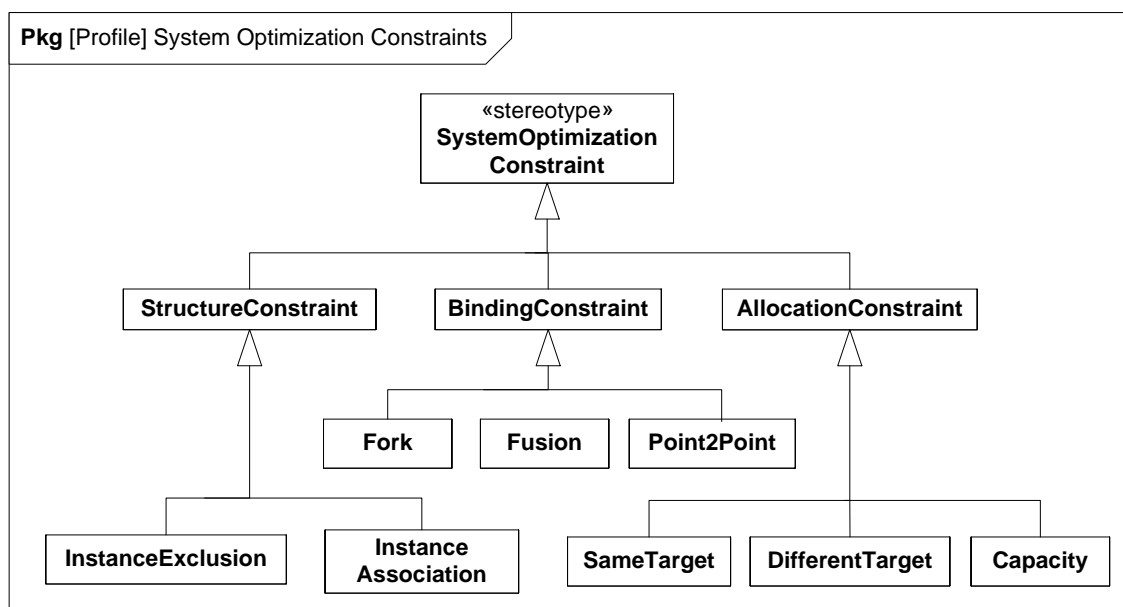 Pkg [Profile] System Optimization Constraints
«stereotype»
SystemOptimization
Constraint
StructureConstraint
BindingConstraint
AllocationConstraint
Fork
Fusion
Point2Point
InstanceExclusion
Instance
Association
SameTarget
DifferentTarget
Capacity